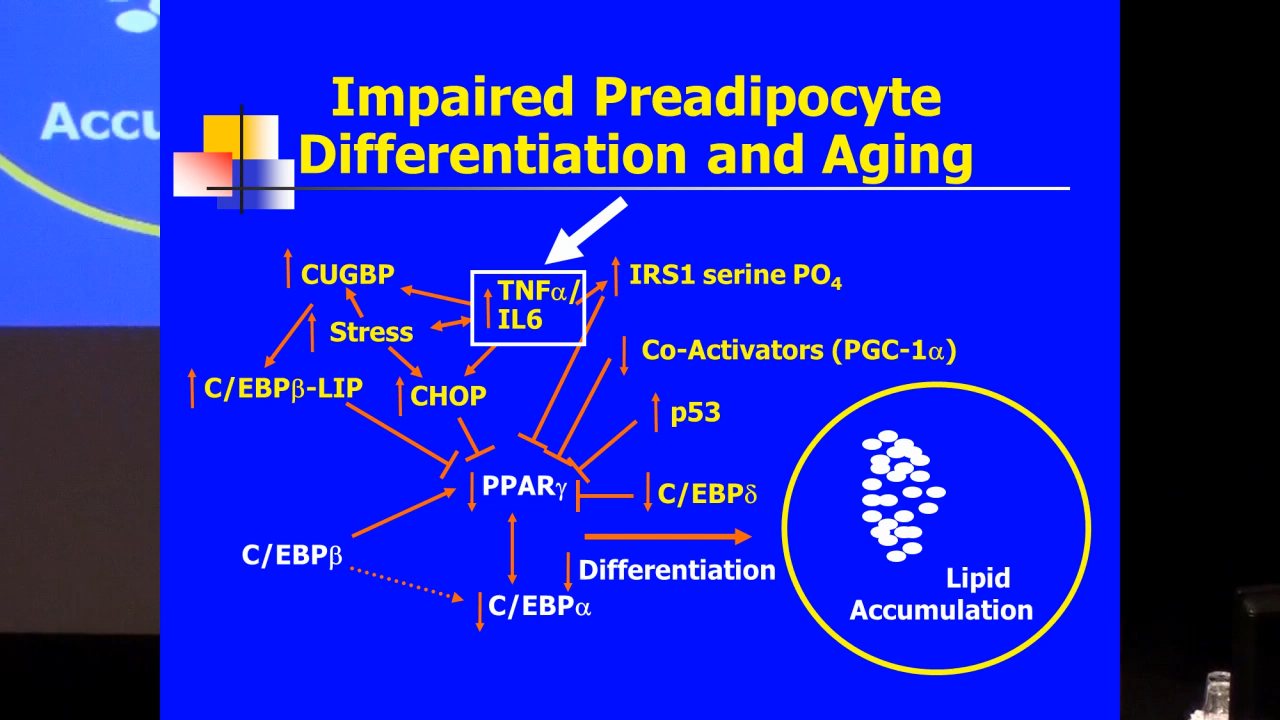 Accu
Impaired Preadipocyte
Differentiation and Aging
CUGBP
TNFα/
IL6
IRS1 serine PO₄
Stress
Co-Activators (PGC-1α)
C/EBPβ-LIP
CHOP
p53
PPARγ
C/EBPδ
C/EBPβ
Differentiation
C/EBPα
Lipid
Accumulation